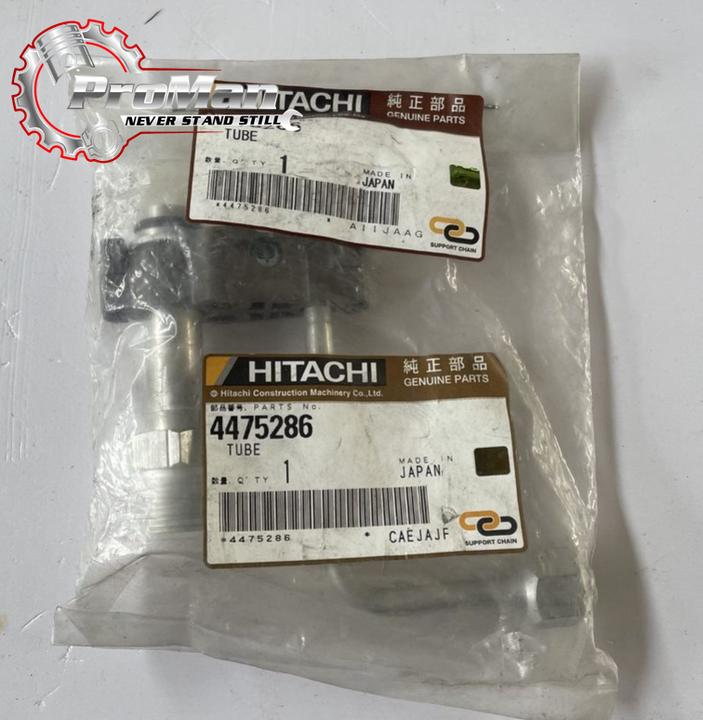 ProMan
NEVER STAND STILL
HITACHI
純正部品
GENUINE PARTS
TUBE
数量 Q'TY 1
MADE IN
JAPAN
*4475286 *
AIIJAAG
SUPPORT CHAIN
HITACHI
純正部品
GENUINE PARTS
© Hitachi Construction Machinery Co.,Ltd.
部品番号. PARTS No.
4475286
TUBE
数量. Q'TY 1
MADE IN
JAPAN
*4475286 *
CAEJAJF
SUPPORT CHAIN